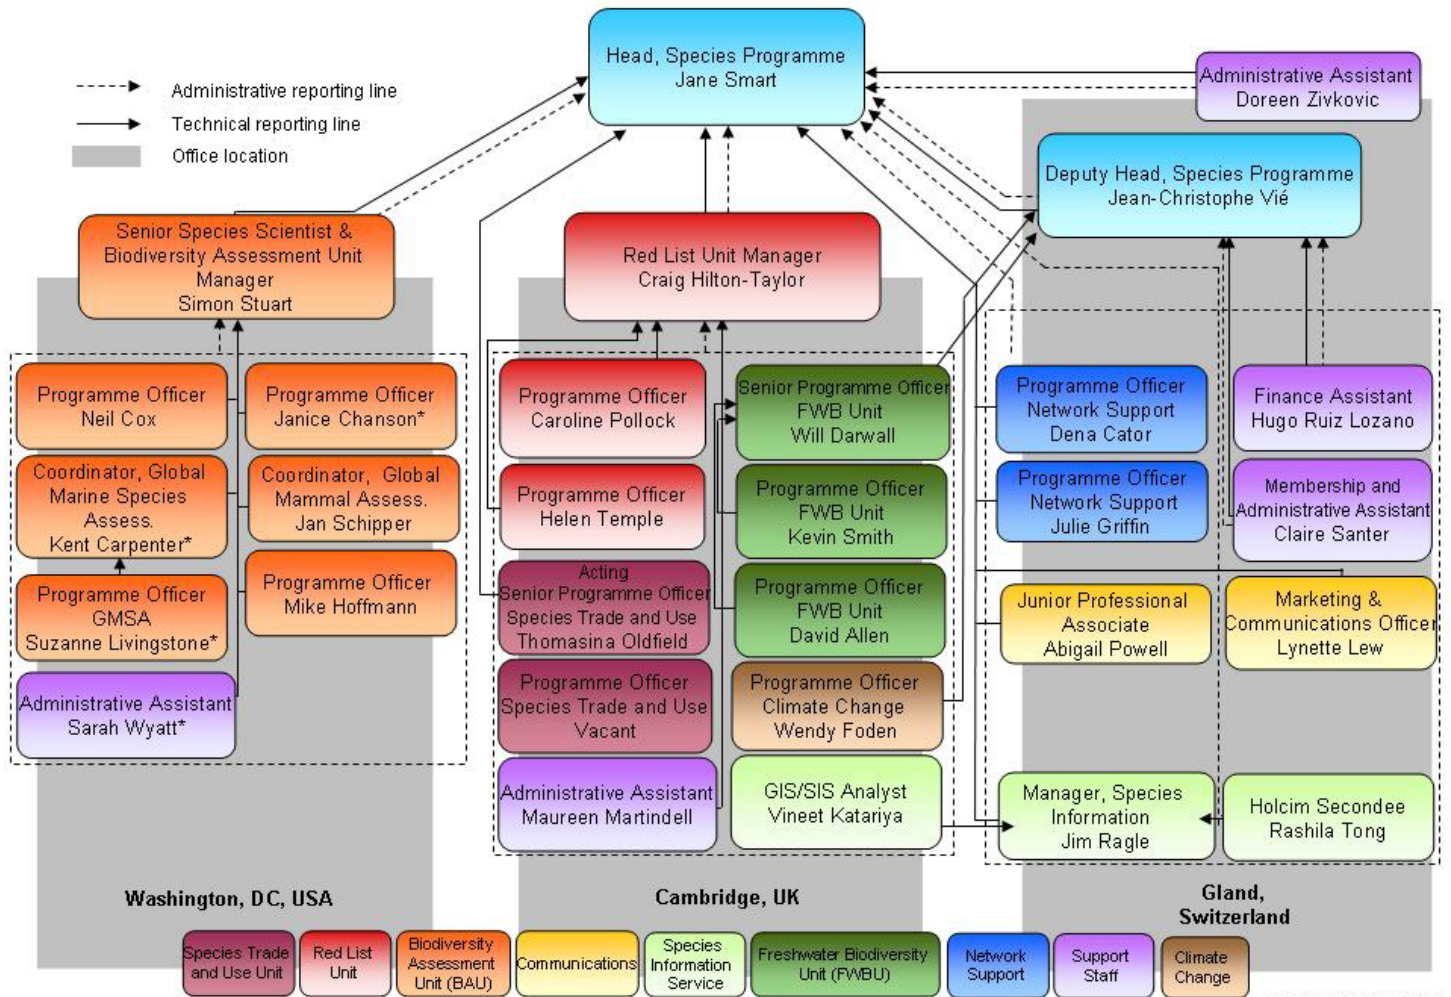 Head, Species Programme
Jane Smart
Administrative Assistant
Doreen Zivkovic
Administrative reporting line
Technical reporting line
Office location
Deputy Head, Species Programme
Jean-Christophe Vié
Senior Species Scientist &
Biodiversity Assessment Unit
Manager
Simon Stuart
Red List Unit Manager
Craig Hilton-Taylor
Programme Officer
Neil Cox
Programme Officer
Janice Chanson*
Coordinator, Global
Marine Species
Assess.
Kent Carpenter*
Coordinator, Global
Mammal Assess.
Jan Schipper
Programme Officer
GMSA
Suzanne Livingstone*
Programme Officer
Mike Hoffmann
Administrative Assistant
Sarah Wyatt*
Programme Officer
Caroline Pollock
Senior Programme Officer
FWB Unit
Will Darwall
Programme Officer
Helen Temple
Programme Officer
FWB Unit
Kevin Smith
Acting
Senior Programme Officer
Species Trade and Use
Thomasina Oldfield
Programme Officer
FWB Unit
David Allen
Programme Officer
Species Trade and Use
Vacant
Programme Officer
Climate Change
Wendy Foden
Administrative Assistant
Maureen Martindell
GIS/SIS Analyst
Vineet Katariya
Programme Officer
Network Support
Dena Cator
Finance Assistant
Hugo Ruiz Lozano
Programme Officer
Network Support
Julie Griffin
Membership and
Administrative Assistant
Claire Santer
Junior Professional
Associate
Abigail Powell
Marketing &
Communications Officer
Lynette Lew
Manager, Species
Information
Jim Ragle
Holcim Secondee
Rashila Tong
Washington, DC, USA
Cambridge, UK
Gland,
Switzerland
Species Trade
and Use Unit
Red List
Unit
Biodiversity
Assessment
Unit (BAU)
Communications
Species
Information
Service
Freshwater Biodiversity
Unit (FWBU)
Network
Support
Support
Staff
Climate
Change